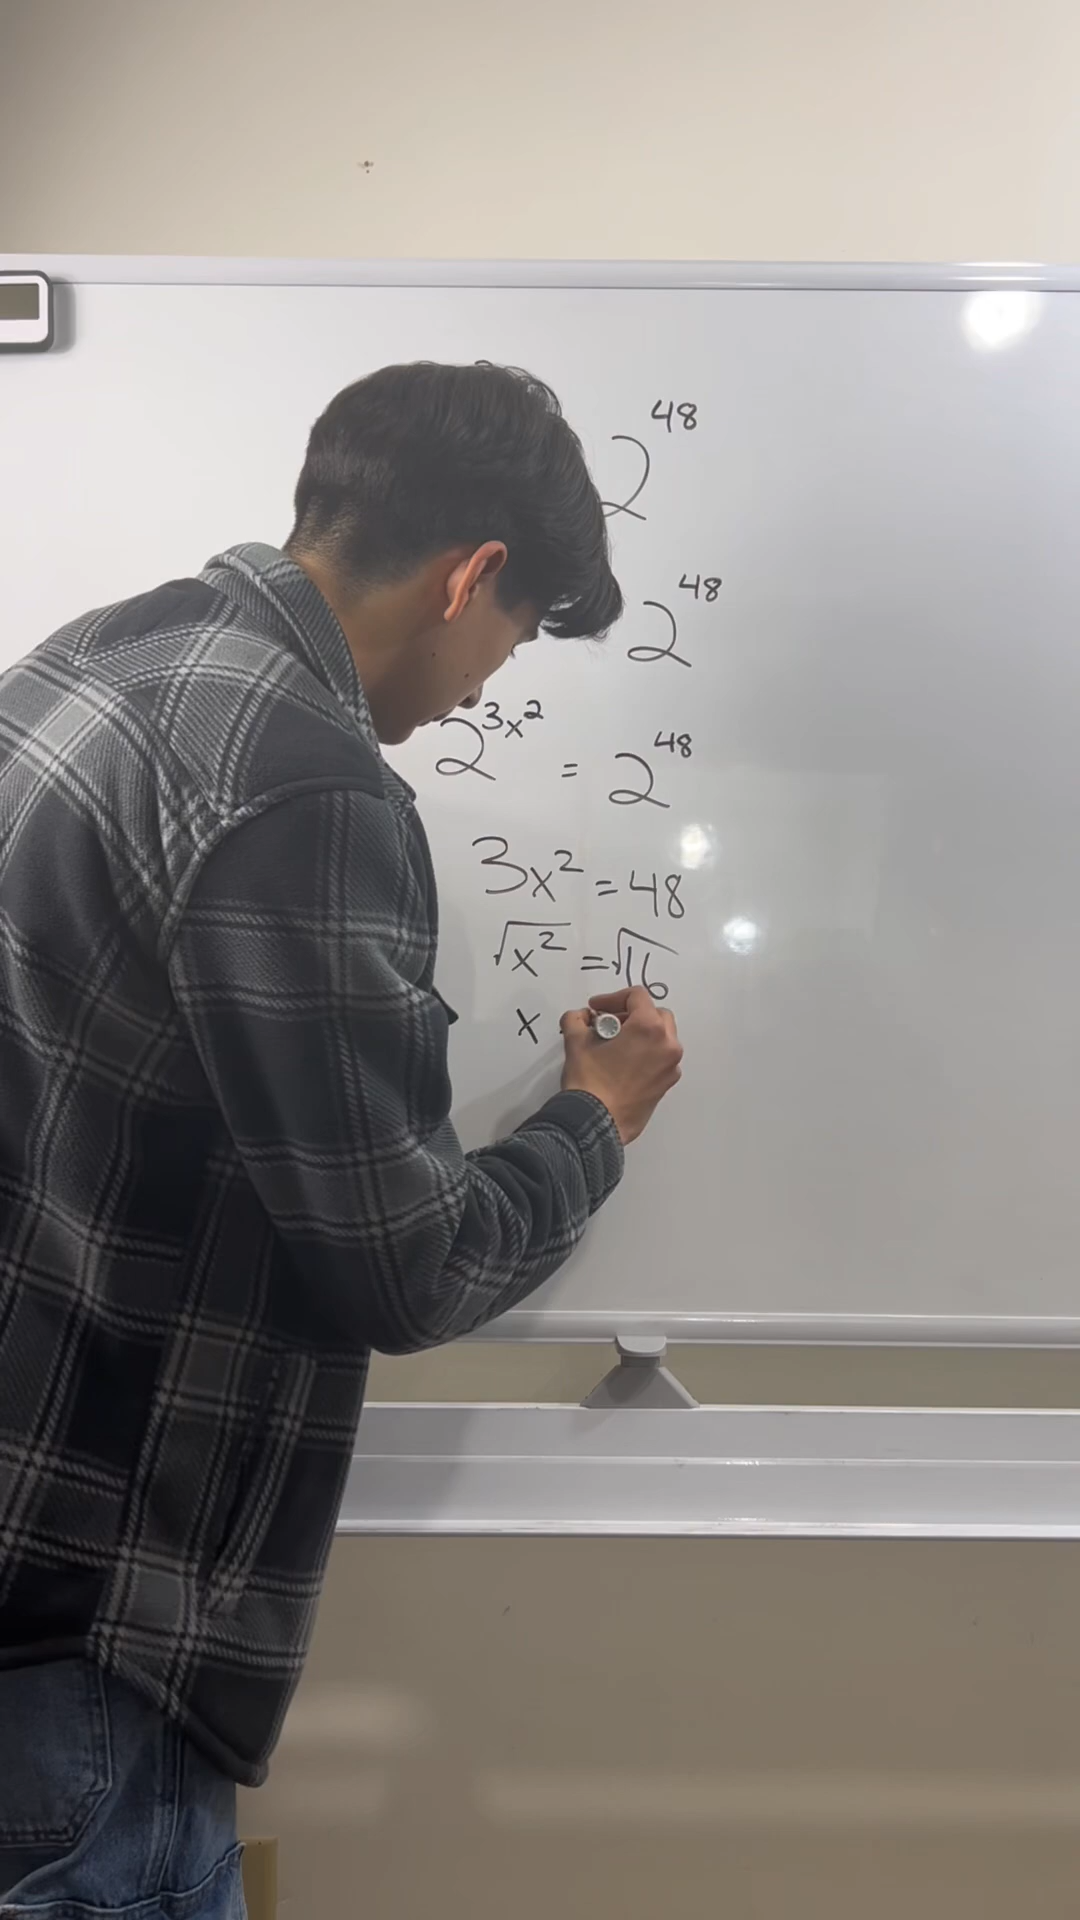 2^48
2^48
2^3x^2 = 2^48
3x^2 = 48
√x^2 = √16
x